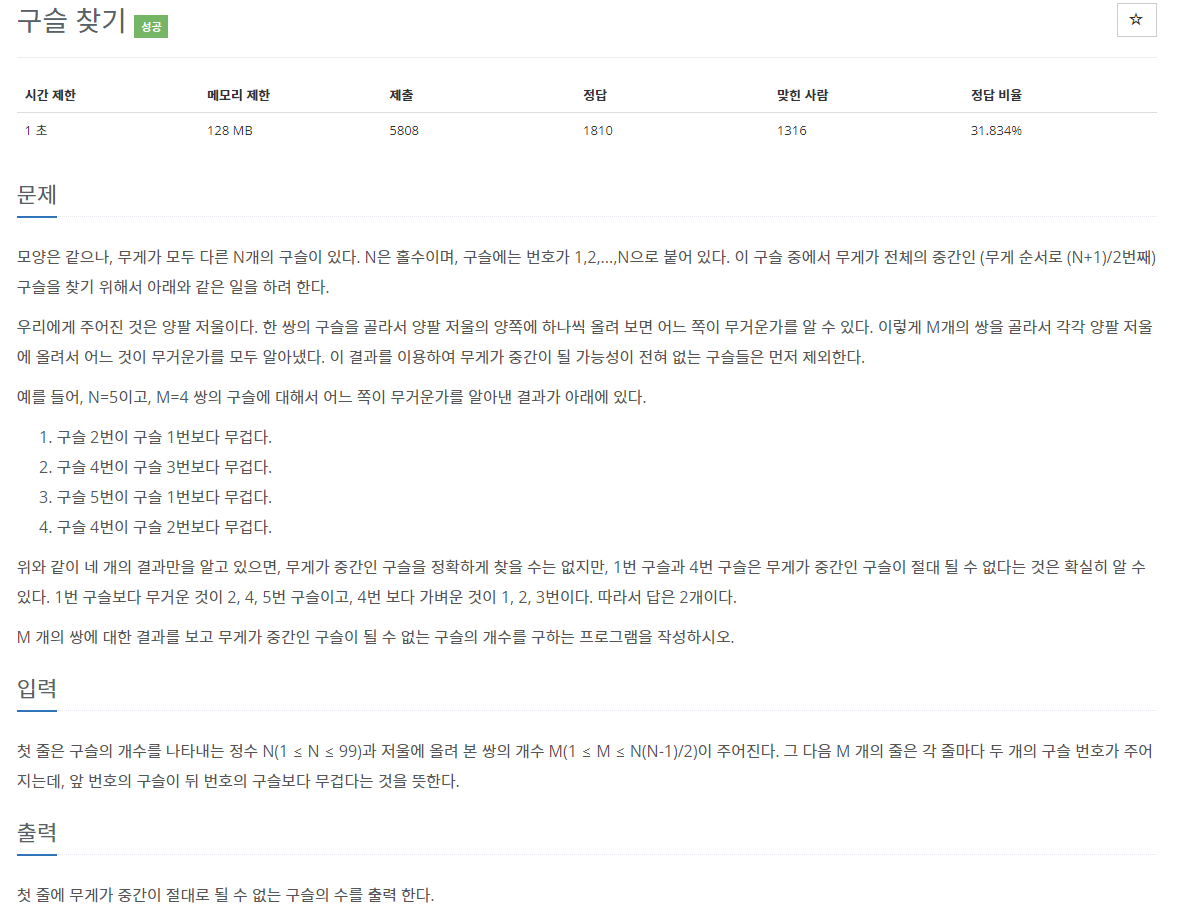 구슬 찾기 성공
☆
시간 제한 메모리 제한 제출 정답 맞힌 사람 정답 비율
1 초 128 MB 5808 1810 1316 31.834%
문제
모양은 같으나, 무게가 모두 다른 N개의 구슬이 있다. N은 홀수이며, 구슬에는 번호가 1,2,...,N으로 붙어 있다. 이 구슬 중에서 무게가 전체의 중간인 (무게 순서로 (N+1)/2번째)
구슬을 찾기 위해서 아래와 같은 일을 하려 한다.
우리에게 주어진 것은 양팔 저울이다. 한 쌍의 구슬을 골라서 양팔 저울의 양쪽에 하나씩 올려 보면 어느 쪽이 무거운가를 알 수 있다. 이렇게 M개의 쌍을 골라서 각각 양팔 저울
에 올려서 어느 것이 무거운가를 모두 알아냈다. 이 결과를 이용하여 무게가 중간이 될 가능성이 전혀 없는 구슬들은 먼저 제외한다.
예를 들어, N=5이고, M=4 쌍의 구슬에 대해서 어느 쪽이 무거운가를 알아낸 결과가 아래에 있다.
1. 구슬 2번이 구슬 1번보다 무겁다.
2. 구슬 4번이 구슬 3번보다 무겁다.
3. 구슬 5번이 구슬 1번보다 무겁다.
4. 구슬 4번이 구슬 2번보다 무겁다.
위와 같이 네 개의 결과만을 알고 있으면, 무게가 중간인 구슬을 정확하게 찾을 수는 없지만, 1번 구슬과 4번 구슬은 무게가 중간인 구슬이 절대 될 수 없다는 것은 확실히 알 수
있다. 1번 구슬보다 무거운 것이 2, 4, 5번 구슬이고, 4번 보다 가벼운 것이 1, 2, 3번이다. 따라서 답은 2개이다.
M 개의 쌍에 대한 결과를 보고 무게가 중간인 구슬이 될 수 없는 구슬의 개수를 구하는 프로그램을 작성하시오.
입력
첫 줄은 구슬의 개수를 나타내는 정수 N(1 ≤ N ≤ 99)과 저울에 올려 본 쌍의 개수 M(1 ≤ M ≤ N(N-1)/2)이 주어진다. 그 다음 M 개의 줄은 각 줄마다 두 개의 구슬 번호가 주어
지는데, 앞 번호의 구슬이 뒤 번호의 구슬보다 무겁다는 것을 뜻한다.
출력
첫 줄에 무게가 중간이 절대로 될 수 없는 구슬의 수를 출력 한다.